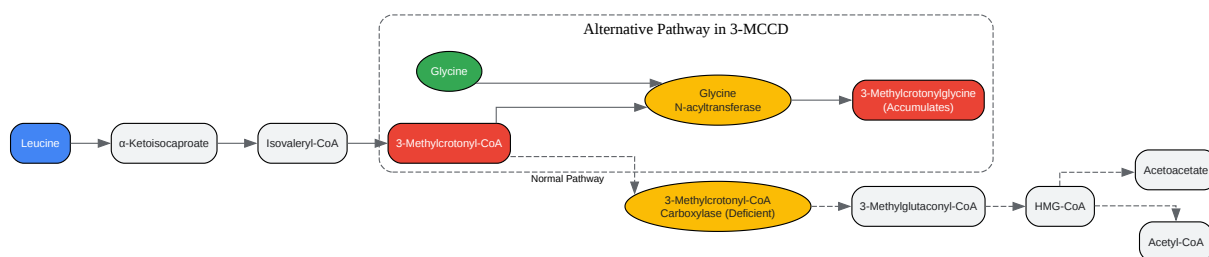 Alternative Pathway in 3-MCCD
Glycine
Glycine
N-acyltransferase
3-Methylcrotonylglycine
(Accumulates)
Leucine
α-Ketoisocaproate
Isovaleryl-CoA
3-Methylcrotonyl-CoA
Normal Pathway
3-Methylcrotonyl-CoA
Carboxylase (Deficient)
3-Methylglutaconyl-CoA
HMG-CoA
Acetoacetate
Acetyl-CoA